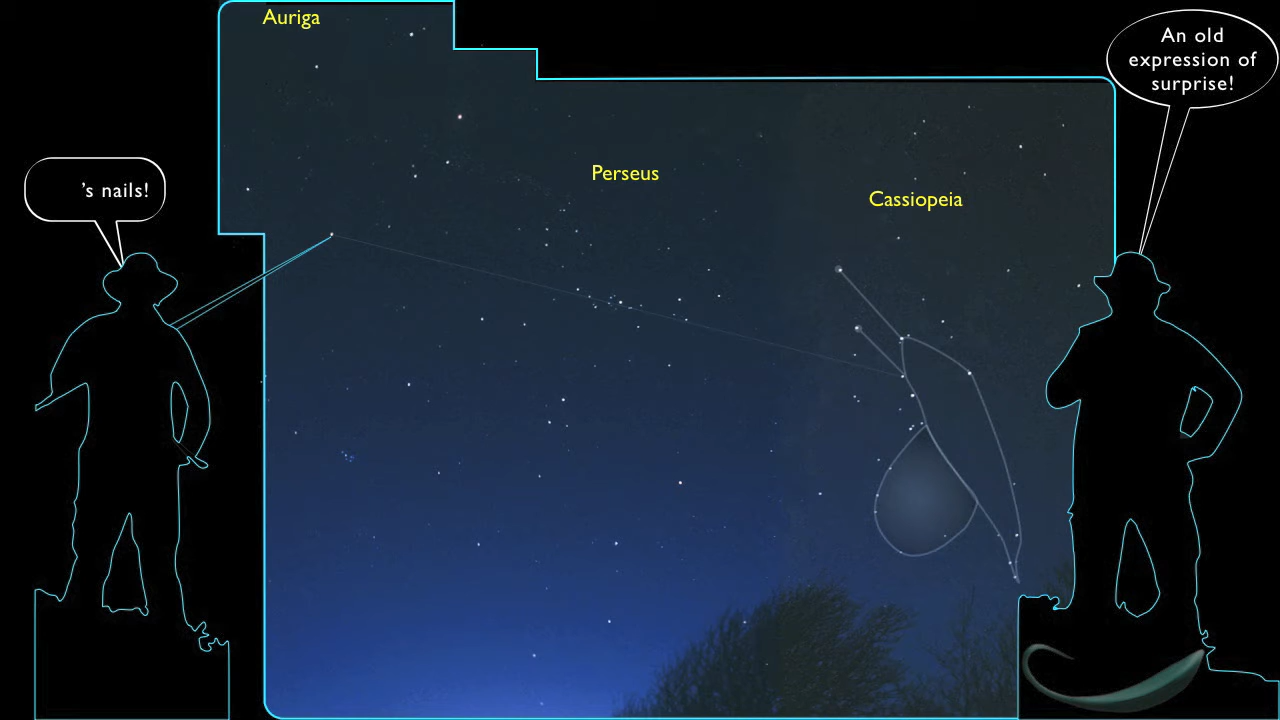 Auriga
An old
expression of
surprise!
Perseus
’s nails!
Cassiopeia